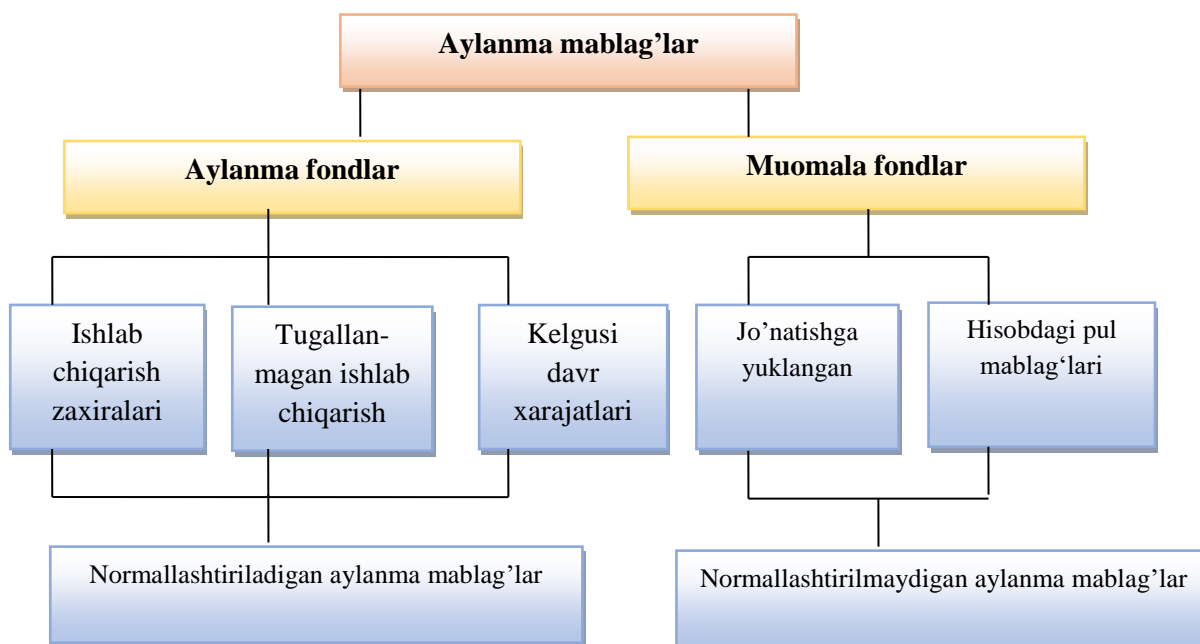 Aylanma mablag’lar
Aylanma fondlar
Muomala fondlar
Ishlab
chiqarish
zaxiralari
Tugallan-
magan ishlab
chiqarish
Kelgusi
davr
xarajatlari
Jo’natishga
yuklangan
Hisobdagi pul
mablag‘lari
Normallashtiriladigan aylanma mablag’lar
Normallashtirilmaydigan aylanma mablag’lar